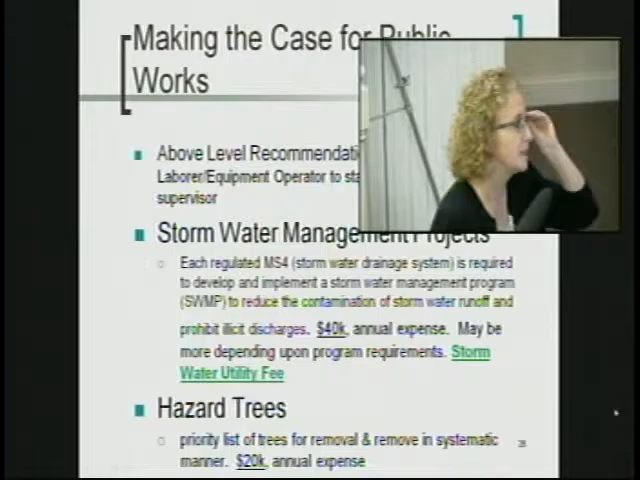 Making the Case for Public
Works
Above Level Recommendati
Laborer/Equipment Operator to sta
supervisor
Storm Water Management Projects
Each regulated MS4 (storm water drainage system) is required
to develop and implement a storm water management program
(SWMP) to reduce the contamination of storm water runoff and
prohibit illicit discharges. $40k, annual expense. May be
more depending upon program requirements. Storm
Water Utility Fee
Hazard Trees
priority list of trees for removal & remove in systematic
manner. $20k, annual expense